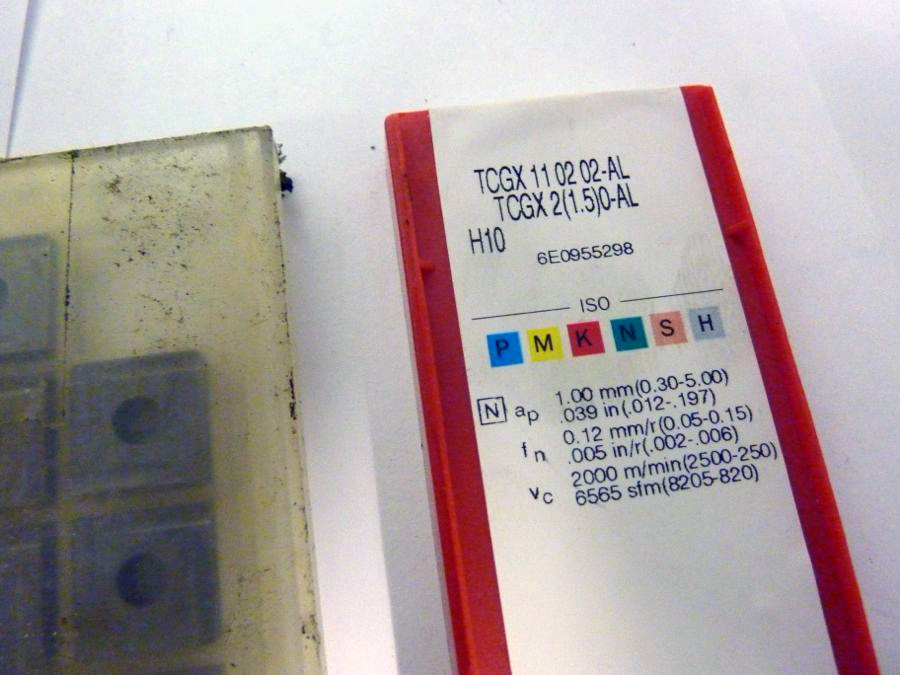 TCGX 11 02 02-AL
TCGX 2(1.5)0-AL
H10
6E0955298
ISO
P M K N S H
N ap 1.00 mm(0.30-5.00)
.039 in(.012-.197)
fn 0.12 mm/r(0.05-0.15)
.005 in/r(.002-.006)
vc 2000 m/min(2500-250)
6565 sfm(8205-820)